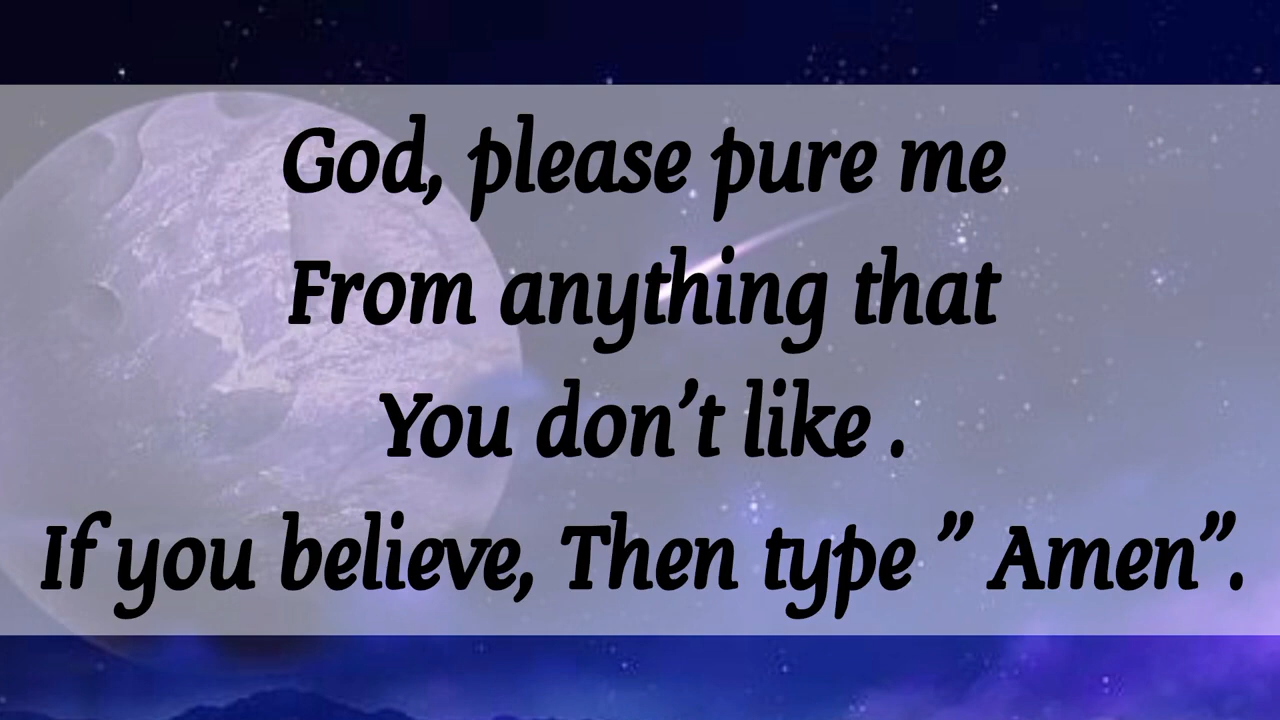 God, please pure me
From anything that
You don’t like .
If you believe, Then type ” Amen”.